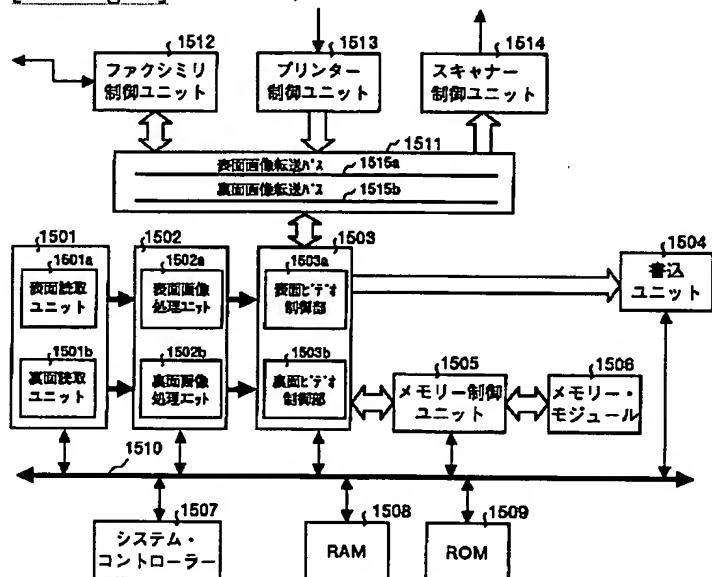 1512
ファクシミリ
制御ユニット
1513
プリンター
制御ユニット
1514
スキャナー
制御ユニット
1511
表面画像転送バス
1515a
裏面画像転送バス
1515b
1501
1501a
表面読取
ユニット
1501b
裏面読取
ユニット
1502
1502a
表面画像
処理ユニット
1502b
裏面画像
処理ユニット
1503
1503a
表面ビデオ
制御部
1503b
裏面ビデオ
制御部
1504
書込
ユニット
1505
メモリー制御
ユニット
1506
メモリー・
モジュール
1510
1507
システム・
コントローラー
1508
RAM
1509
ROM